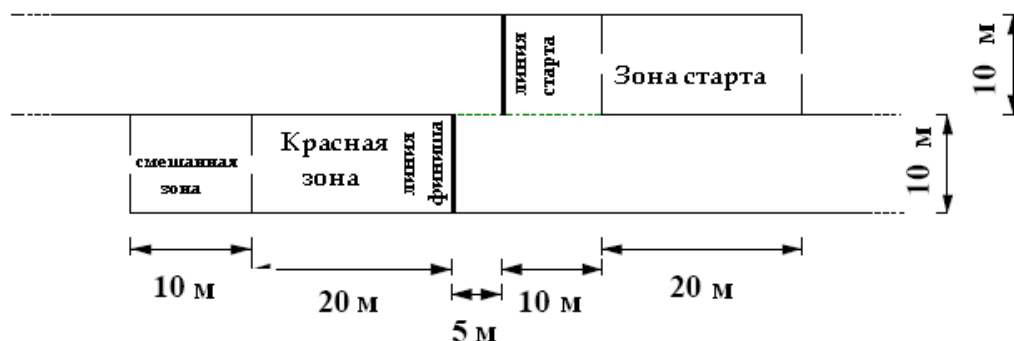 линия
старта
Зона старта
10 м
смешанная
зона
Красная
зона
линия
финиша
10 м
10 м
20 м
5 м
10 м
20 м